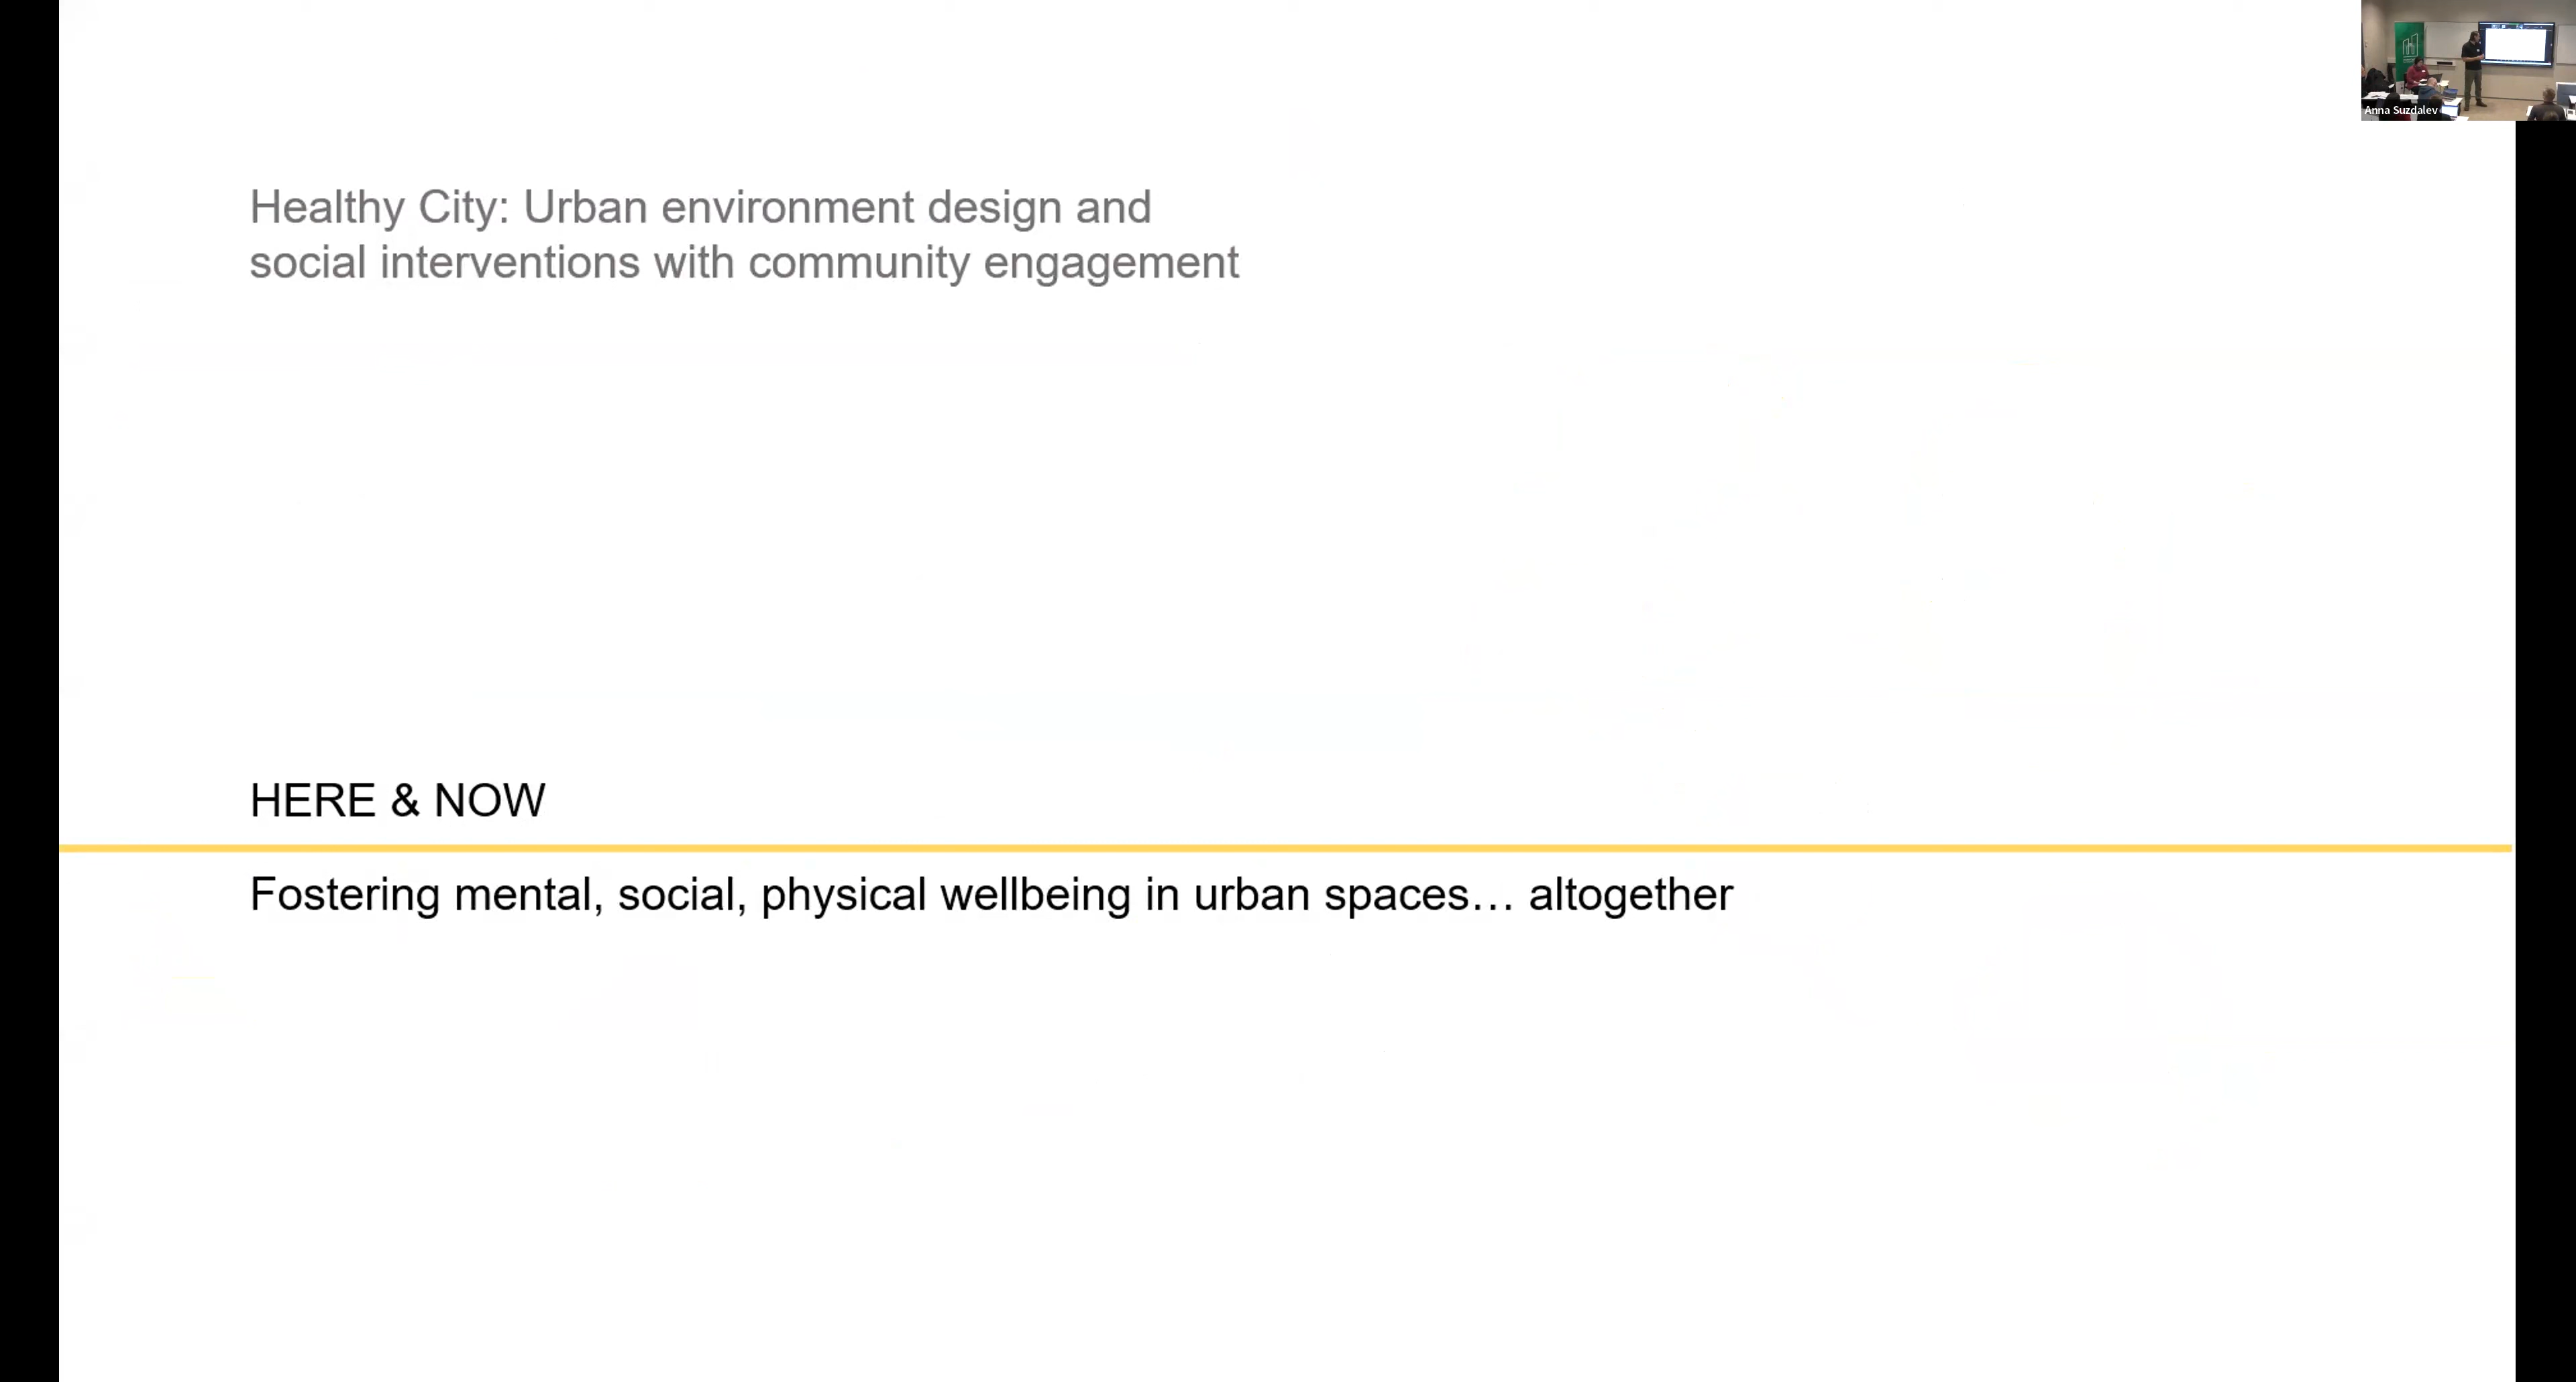 Healthy City: Urban environment design and
social interventions with community engagement
HERE & NOW
Fostering mental, social, physical wellbeing in urban spaces… altogether
Anna Suzdalev